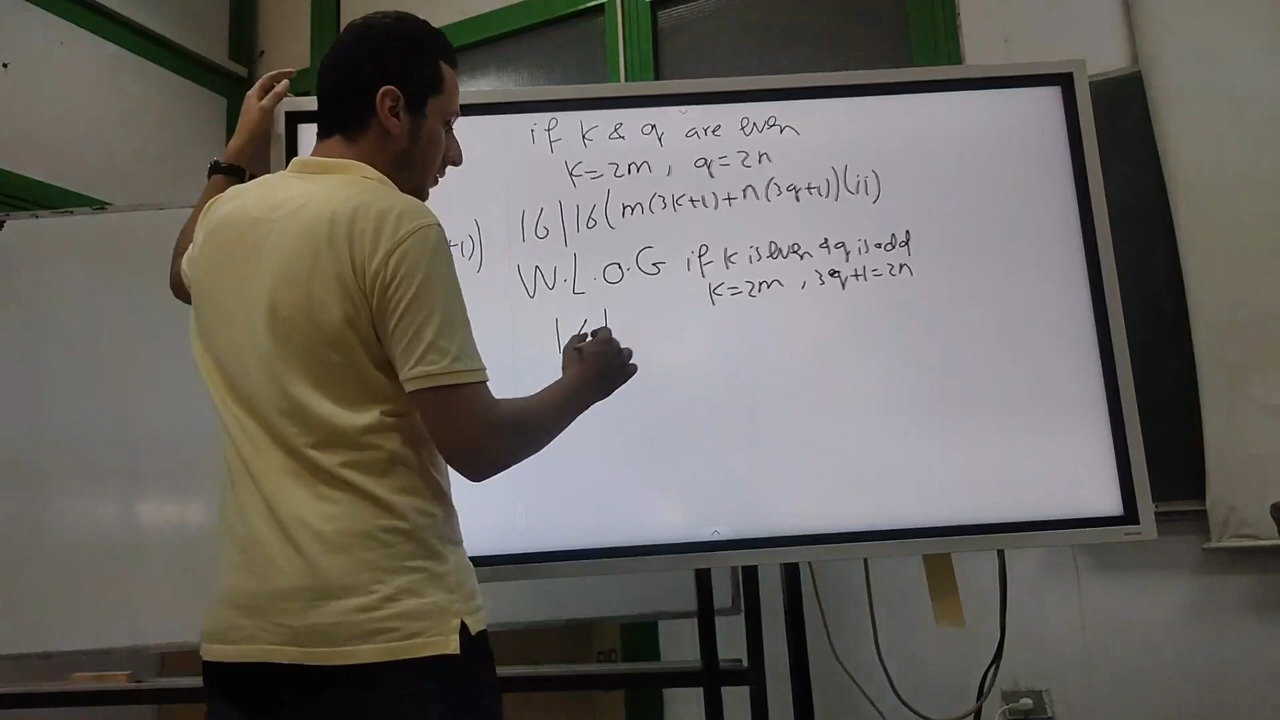 if k & q are even
k=2m, q=2n
+1)) 16|16(m(3k+1)+n(3q+1))(ii)
W.L.O.G if k is even & q is odd
k=2m, 3q+1=2n